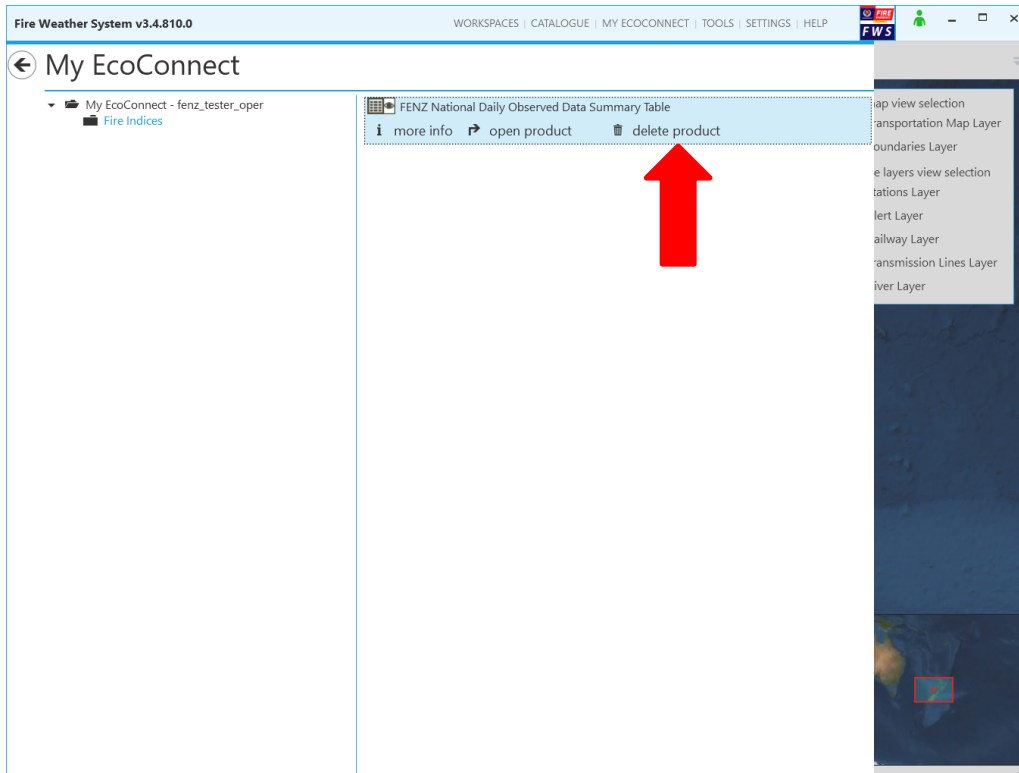 Fire Weather System v3.4.810.0
WORKSPACES | CATALOGUE | MY ECOCONNECT | TOOLS | SETTINGS | HELP
FIRE
FWS
My EcoConnect
My EcoConnect - fenz_tester_oper
Fire Indices
FENZ National Daily Observed Data Summary Table
i more info open product delete product
ap view selection
ransportation Map Layer
oundaries Layer
e layers view selection
tations Layer
lert Layer
ailway Layer
ransmission Lines Layer
iver Layer